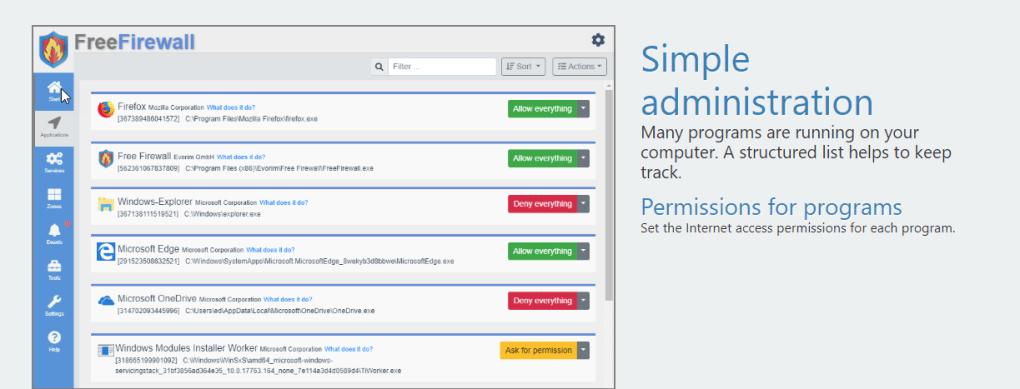 FreeFirewall
Filter ...
Sort
Actions
Start
Firefox Mozilla Corporation What does it do?
[367389486041572] C:\Program Files\Mozilla Firefox\firefox.exe
Allow everything
Applications
Free Firewall Evorim GmbH What does it do?
[562361067837809] C:\Program Files (x86)\Evorim\Free Firewall\FreeFirewall.exe
Allow everything
Services
Windows-Explorer Microsoft Corporation What does it do?
[367138111519521] C:\Windows\explorer.exe
Deny everything
Zones
Events
Microsoft Edge Microsoft Corporation What does it do?
[291523508832521] C:\Windows\SystemApps\Microsoft.MicrosoftEdge_8wekyb3d8bbwe\MicrosoftEdge.exe
Allow everything
Tools
Microsoft OneDrive Microsoft Corporation What does it do?
[314702093445996] C:\Users\ed\AppData\Local\Microsoft\OneDrive\OneDrive.exe
Deny everything
Settings
Help
Windows Modules Installer Worker Microsoft Corporation What does it do?
[318665199901092] C:\Windows\WinSxS\amd64_microsoft-windows-
servicingstack_31bf3856ad364e35_10.0.17763.164_none_7e114a3d4d0589d4\TiWorker.exe
Ask for permission
Simple
administration
Many programs are running on your
computer. A structured list helps to keep
track.
Permissions for programs
Set the Internet access permissions for each program.